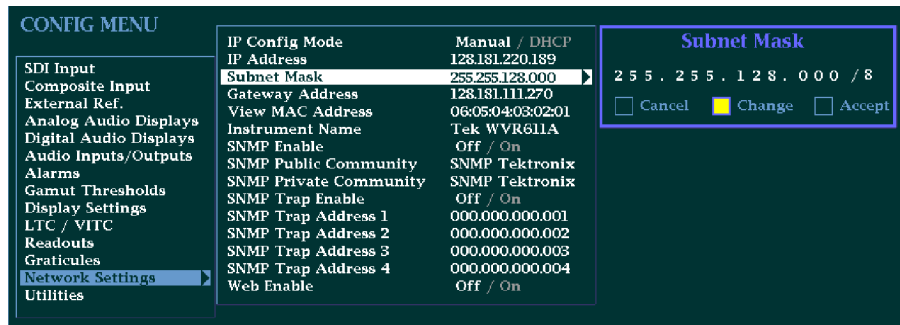 CONFIG MENU
SDI Input
Composite Input
External Ref.
Analog Audio Displays
Digital Audio Displays
Audio Inputs/Outputs
Alarms
Gamut Thresholds
Display Settings
LTC / VITC
Readouts
Graticules
Network Settings
Utilities
IP Config Mode Manual / DHCP
IP Address 128.181.220.189
Subnet Mask 255.255.128.000
Gateway Address 128.181.111.270
View MAC Address 06:05:04:03:02:01
Instrument Name Tek WVR611A
SNMP Enable Off / On
SNMP Public Community SNMP Tektronix
SNMP Private Community SNMP Tektronix
SNMP Trap Enable Off / On
SNMP Trap Address 1 000.000.000.001
SNMP Trap Address 2 000.000.000.002
SNMP Trap Address 3 000.000.000.003
SNMP Trap Address 4 000.000.000.004
Web Enable Off / On
Subnet Mask
255.255.128.000 /8
Cancel Change Accept